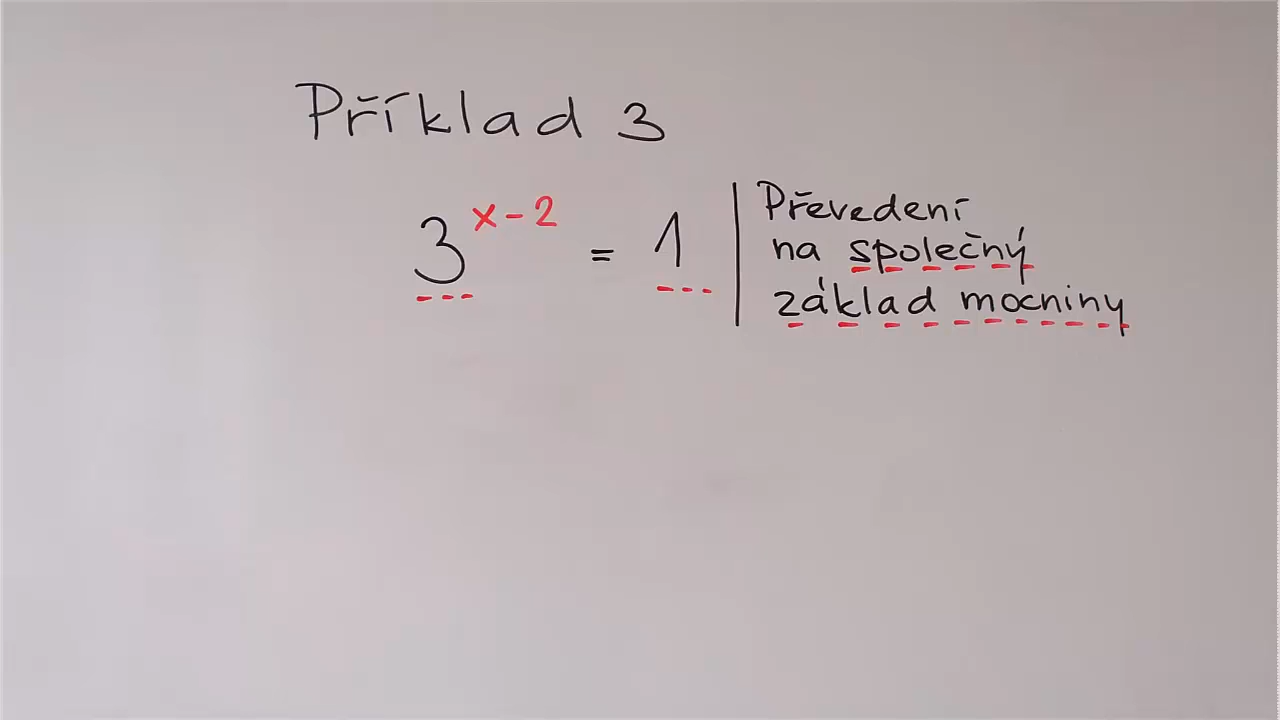 Příklad 3
3^{x-2} = 1
Převedení
na společný
základ mocniny